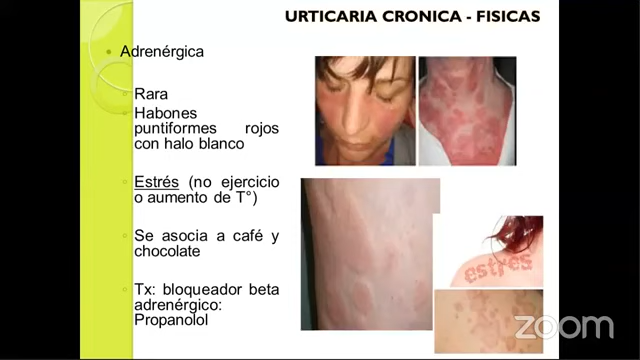 URTICARIA CRONICA - FISICAS
Adrenérgica
Rara
Habones
puntiformes rojos
con halo blanco
Estrés (no ejercicio
o aumento de T°)
Se asocia a café y
chocolate
Tx: bloqueador beta
adrenérgico:
Propanolol
estrés
zoom